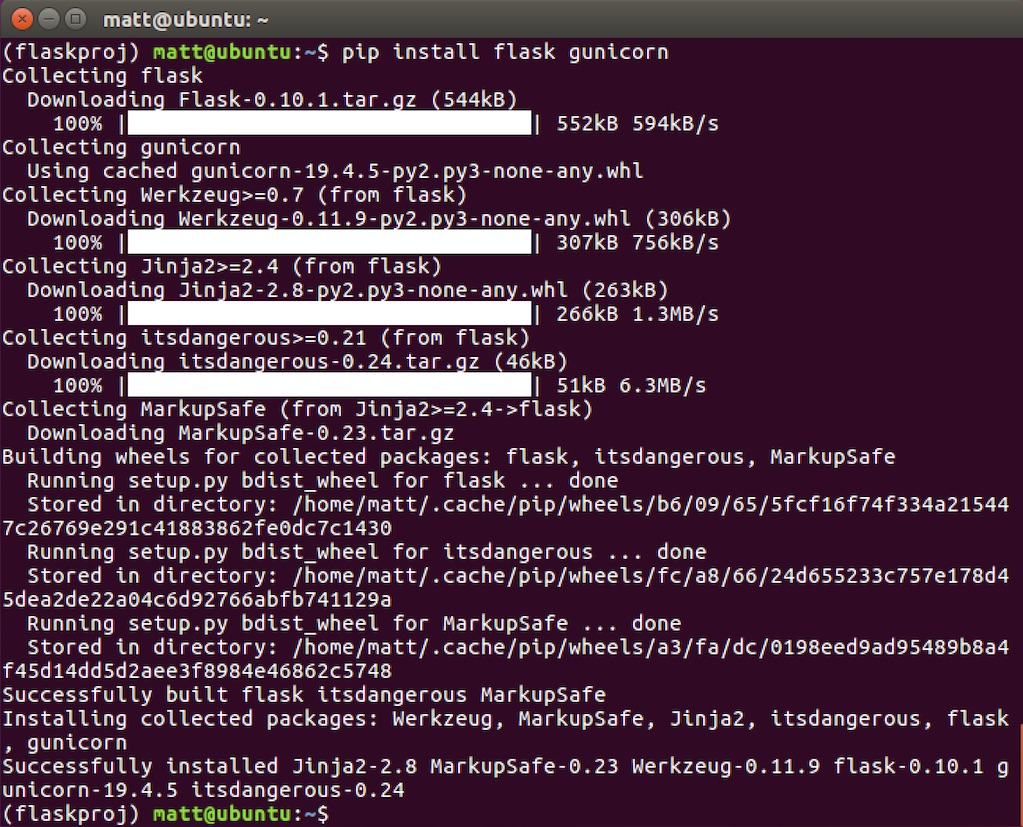 matt@ubuntu: ~
(flaskproj) matt@ubuntu:~$ pip install flask gunicorn
Collecting flask
  Downloading Flask-0.10.1.tar.gz (544kB)
    100% |                                | 552kB 594kB/s
Collecting gunicorn
  Using cached gunicorn-19.4.5-py2.py3-none-any.whl
Collecting Werkzeug>=0.7 (from flask)
  Downloading Werkzeug-0.11.9-py2.py3-none-any.whl (306kB)
    100% |                                | 307kB 756kB/s
Collecting Jinja2>=2.4 (from flask)
  Downloading Jinja2-2.8-py2.py3-none-any.whl (263kB)
    100% |                                | 266kB 1.3MB/s
Collecting itsdangerous>=0.21 (from flask)
  Downloading itsdangerous-0.24.tar.gz (46kB)
    100% |                                | 51kB 6.3MB/s
Collecting MarkupSafe (from Jinja2>=2.4->flask)
  Downloading MarkupSafe-0.23.tar.gz
Building wheels for collected packages: flask, itsdangerous, MarkupSafe
  Running setup.py bdist_wheel for flask ... done
  Stored in directory: /home/matt/.cache/pip/wheels/b6/09/65/5fcf16f74f334a21544
7c26769e291c41883862fe0dc7c1430
  Running setup.py bdist_wheel for itsdangerous ... done
  Stored in directory: /home/matt/.cache/pip/wheels/fc/a8/66/24d655233c757e178d4
5dea2de22a04c6d92766abfb741129a
  Running setup.py bdist_wheel for MarkupSafe ... done
  Stored in directory: /home/matt/.cache/pip/wheels/a3/fa/dc/0198eed9ad95489b8a4
f45d14dd5d2aee3f8984e46862c5748
Successfully built flask itsdangerous MarkupSafe
Installing collected packages: Werkzeug, MarkupSafe, Jinja2, itsdangerous, flask
, gunicorn
Successfully installed Jinja2-2.8 MarkupSafe-0.23 Werkzeug-0.11.9 flask-0.10.1 g
unicorn-19.4.5 itsdangerous-0.24
(flaskproj) matt@ubuntu:~$